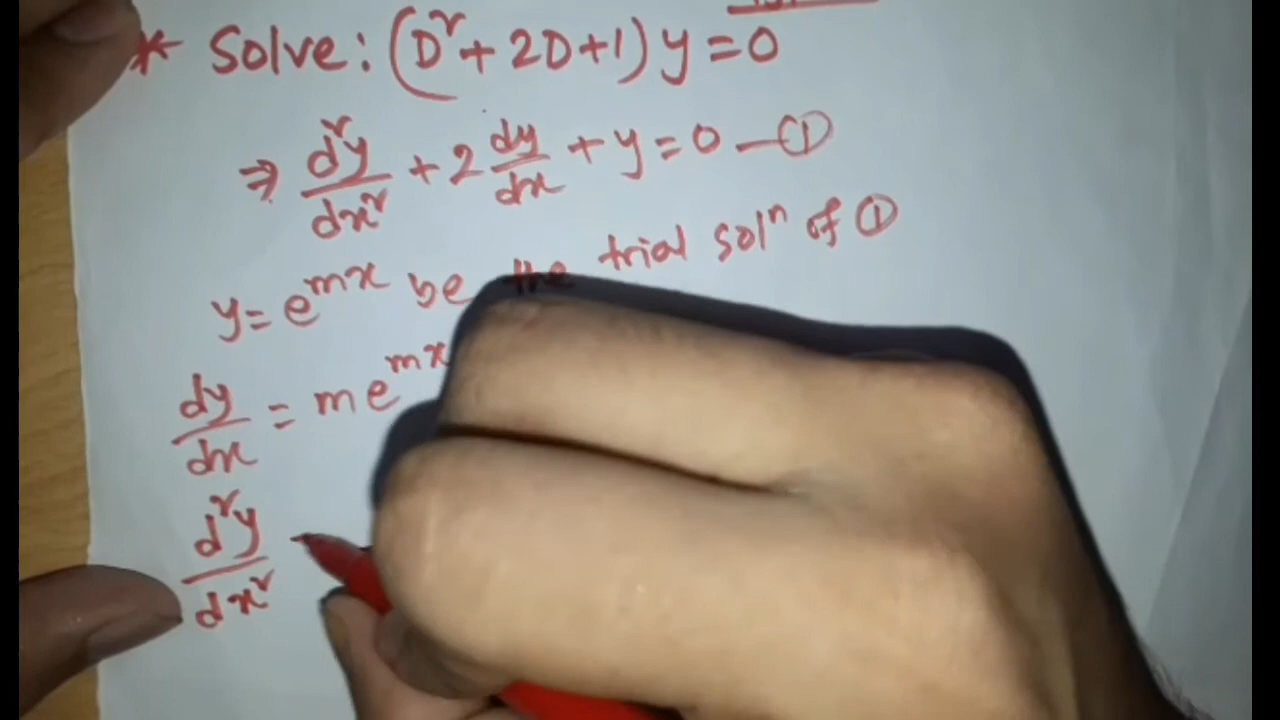 * Solve: (D² + 2D + 1) y = 0
⇒ d²y/dx² + 2 dy/dx + y = 0 — ①
y = e^mx be the trial solⁿ of ①
dy/dx = m e^mx
d²y/dx²